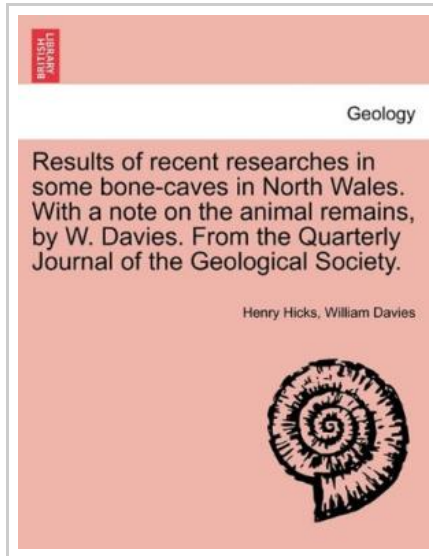 BRITISH
LIBRARY
Geology
Results of recent researches in
some bone-caves in North Wales.
With a note on the animal remains,
by W. Davies. From the Quarterly
Journal of the Geological Society.
Henry Hicks, William Davies